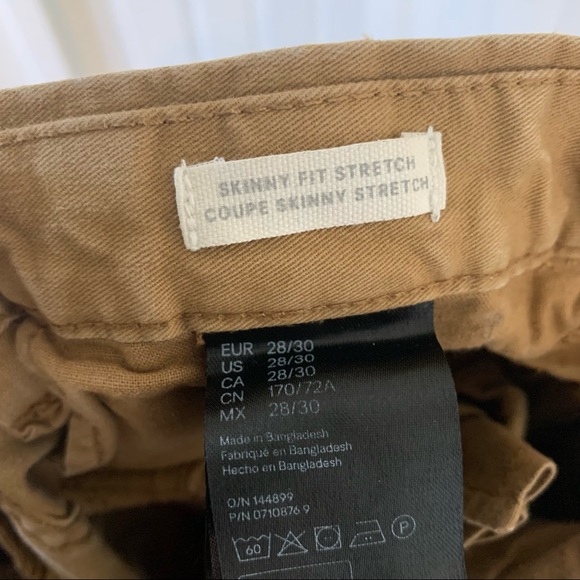 SKINNY FIT STRETCH
COUPE SKINNY STRETCH
EUR 28/30
US 28/30
CA 28/30
CN 170/72A
MX 28/30
Made in Bangladesh
Fabriqué en Bangladesh
Hecho en Bangladesh
O/N 144899
P/N 0710876 9
60
P